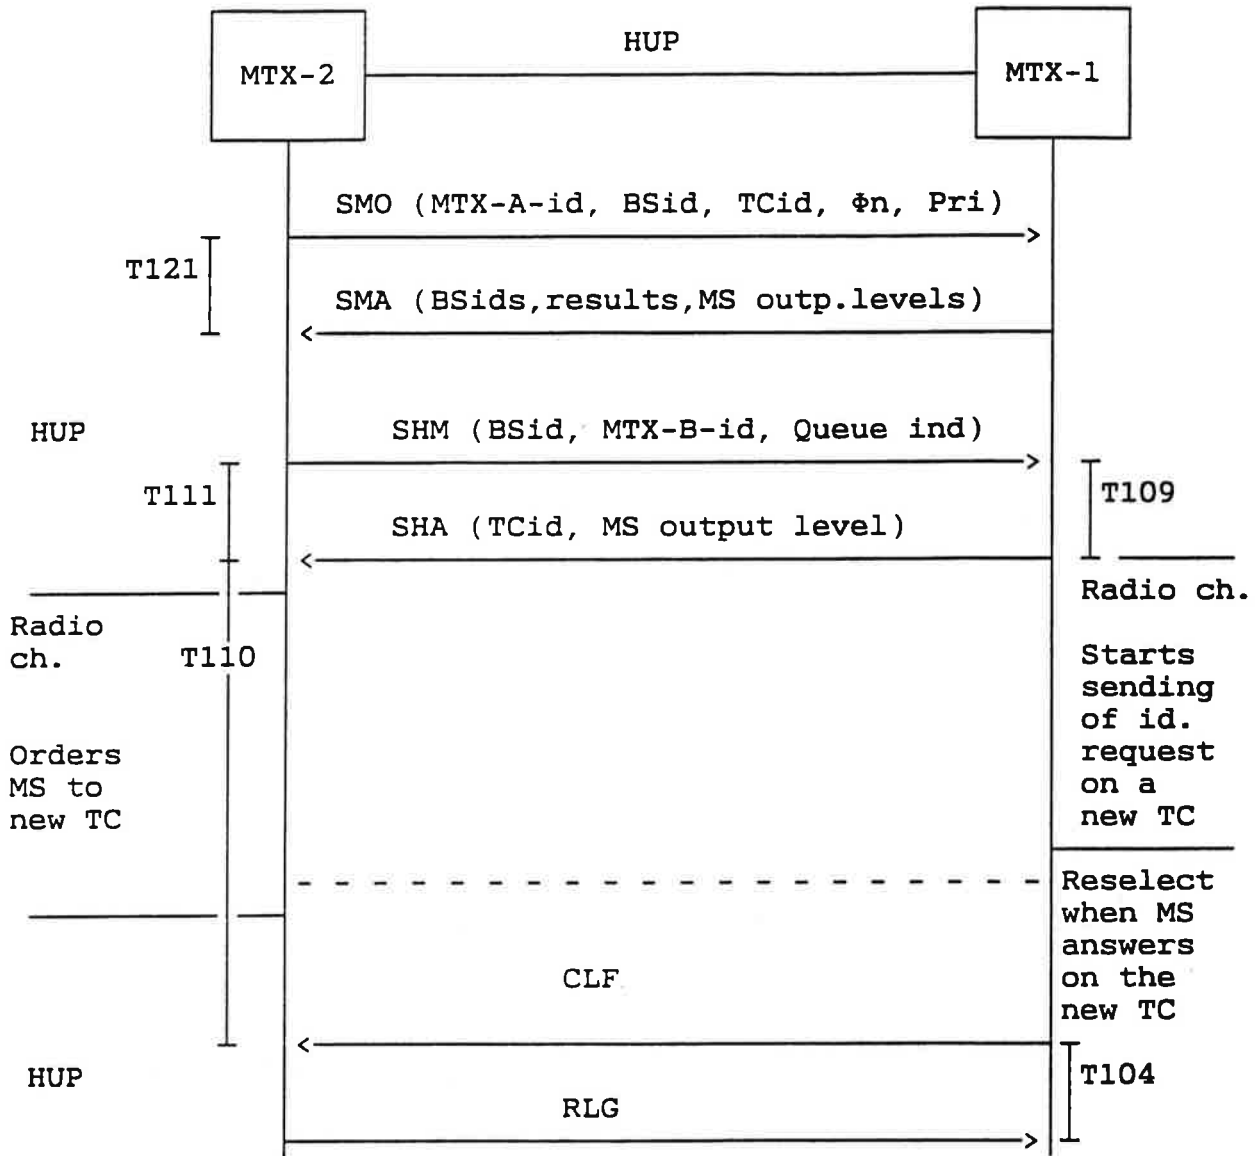 HUP
MTX-2
MTX-1
SMO (MTX-A-id, BSid, TCid, Φn, Pri)
T121
SMA (BSids,results,MS outp.levels)
HUP
SHM (BSid, MTX-B-id, Queue ind)
T111
T109
SHA (TCid, MS output level)
Radio ch.
Radio
ch.
T110
Starts
sending
of id.
request
on a
new TC
Orders
MS to
new TC
Reselect
when MS
answers
on the
new TC
CLF
HUP
T104
RLG